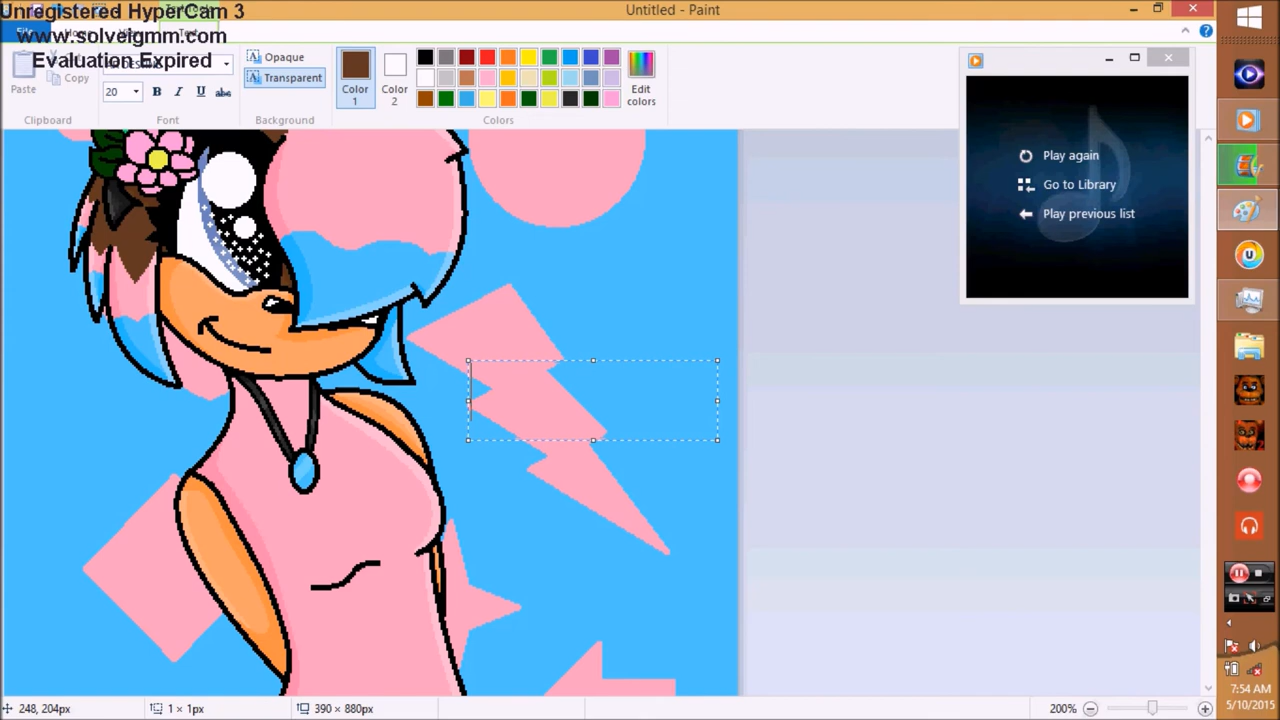 Unregistered HyperCam 3
www.solveigmm.com
Evaluation Expired
Untitled - Paint
Paste
Copy
20
B I U abc
Opaque
Transparent
Color 1
Color 2
Edit colors
Clipboard
Font
Background
Colors
Play again
Go to Library
Play previous list
248, 204px
1 × 1px
390 × 880px
200%
7:54 AM
5/10/2015